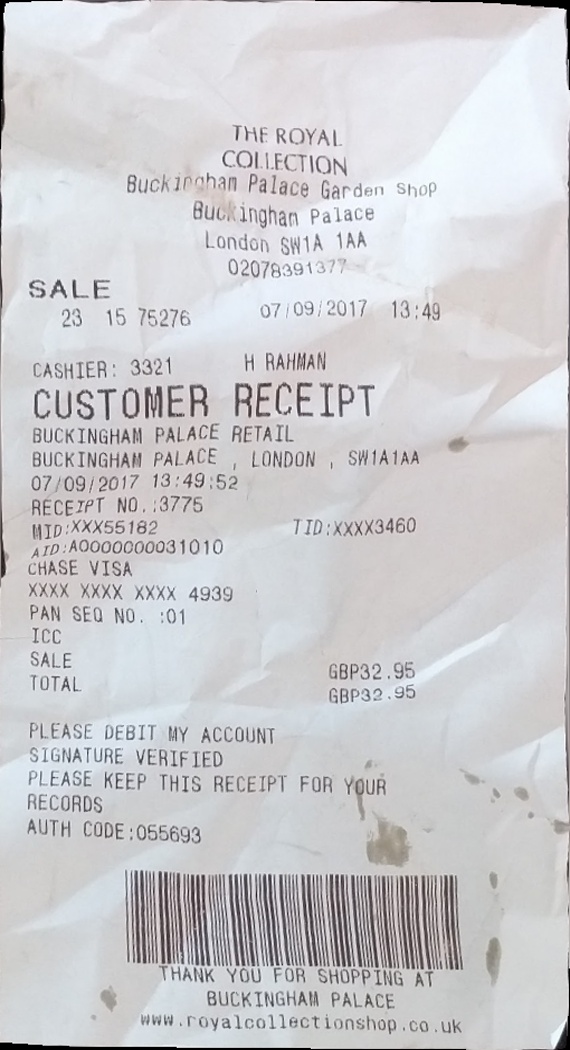 THE ROYAL
COLLECTION
Buckingham Palace Garden Shop
Buckingham Palace
London SW1A 1AA
02078391377
SALE
23 15 75276 07/09/2017 13:49
CASHIER: 3321 H RAHMAN
CUSTOMER RECEIPT
BUCKINGHAM PALACE RETAIL
BUCKINGHAM PALACE , LONDON , SW1A1AA
07/09/2017 13:49:52
RECEIPT NO.:3775
MID:XXX55182 TID:XXXX3460
AID:A0000000031010
CHASE VISA
XXXX XXXX XXXX 4939
PAN SEQ NO. :01
ICC
SALE GBP32.95
TOTAL GBP32.95
PLEASE DEBIT MY ACCOUNT
SIGNATURE VERIFIED
PLEASE KEEP THIS RECEIPT FOR YOUR
RECORDS
AUTH CODE:055693
THANK YOU FOR SHOPPING AT
BUCKINGHAM PALACE
www.royalcollectionshop.co.uk